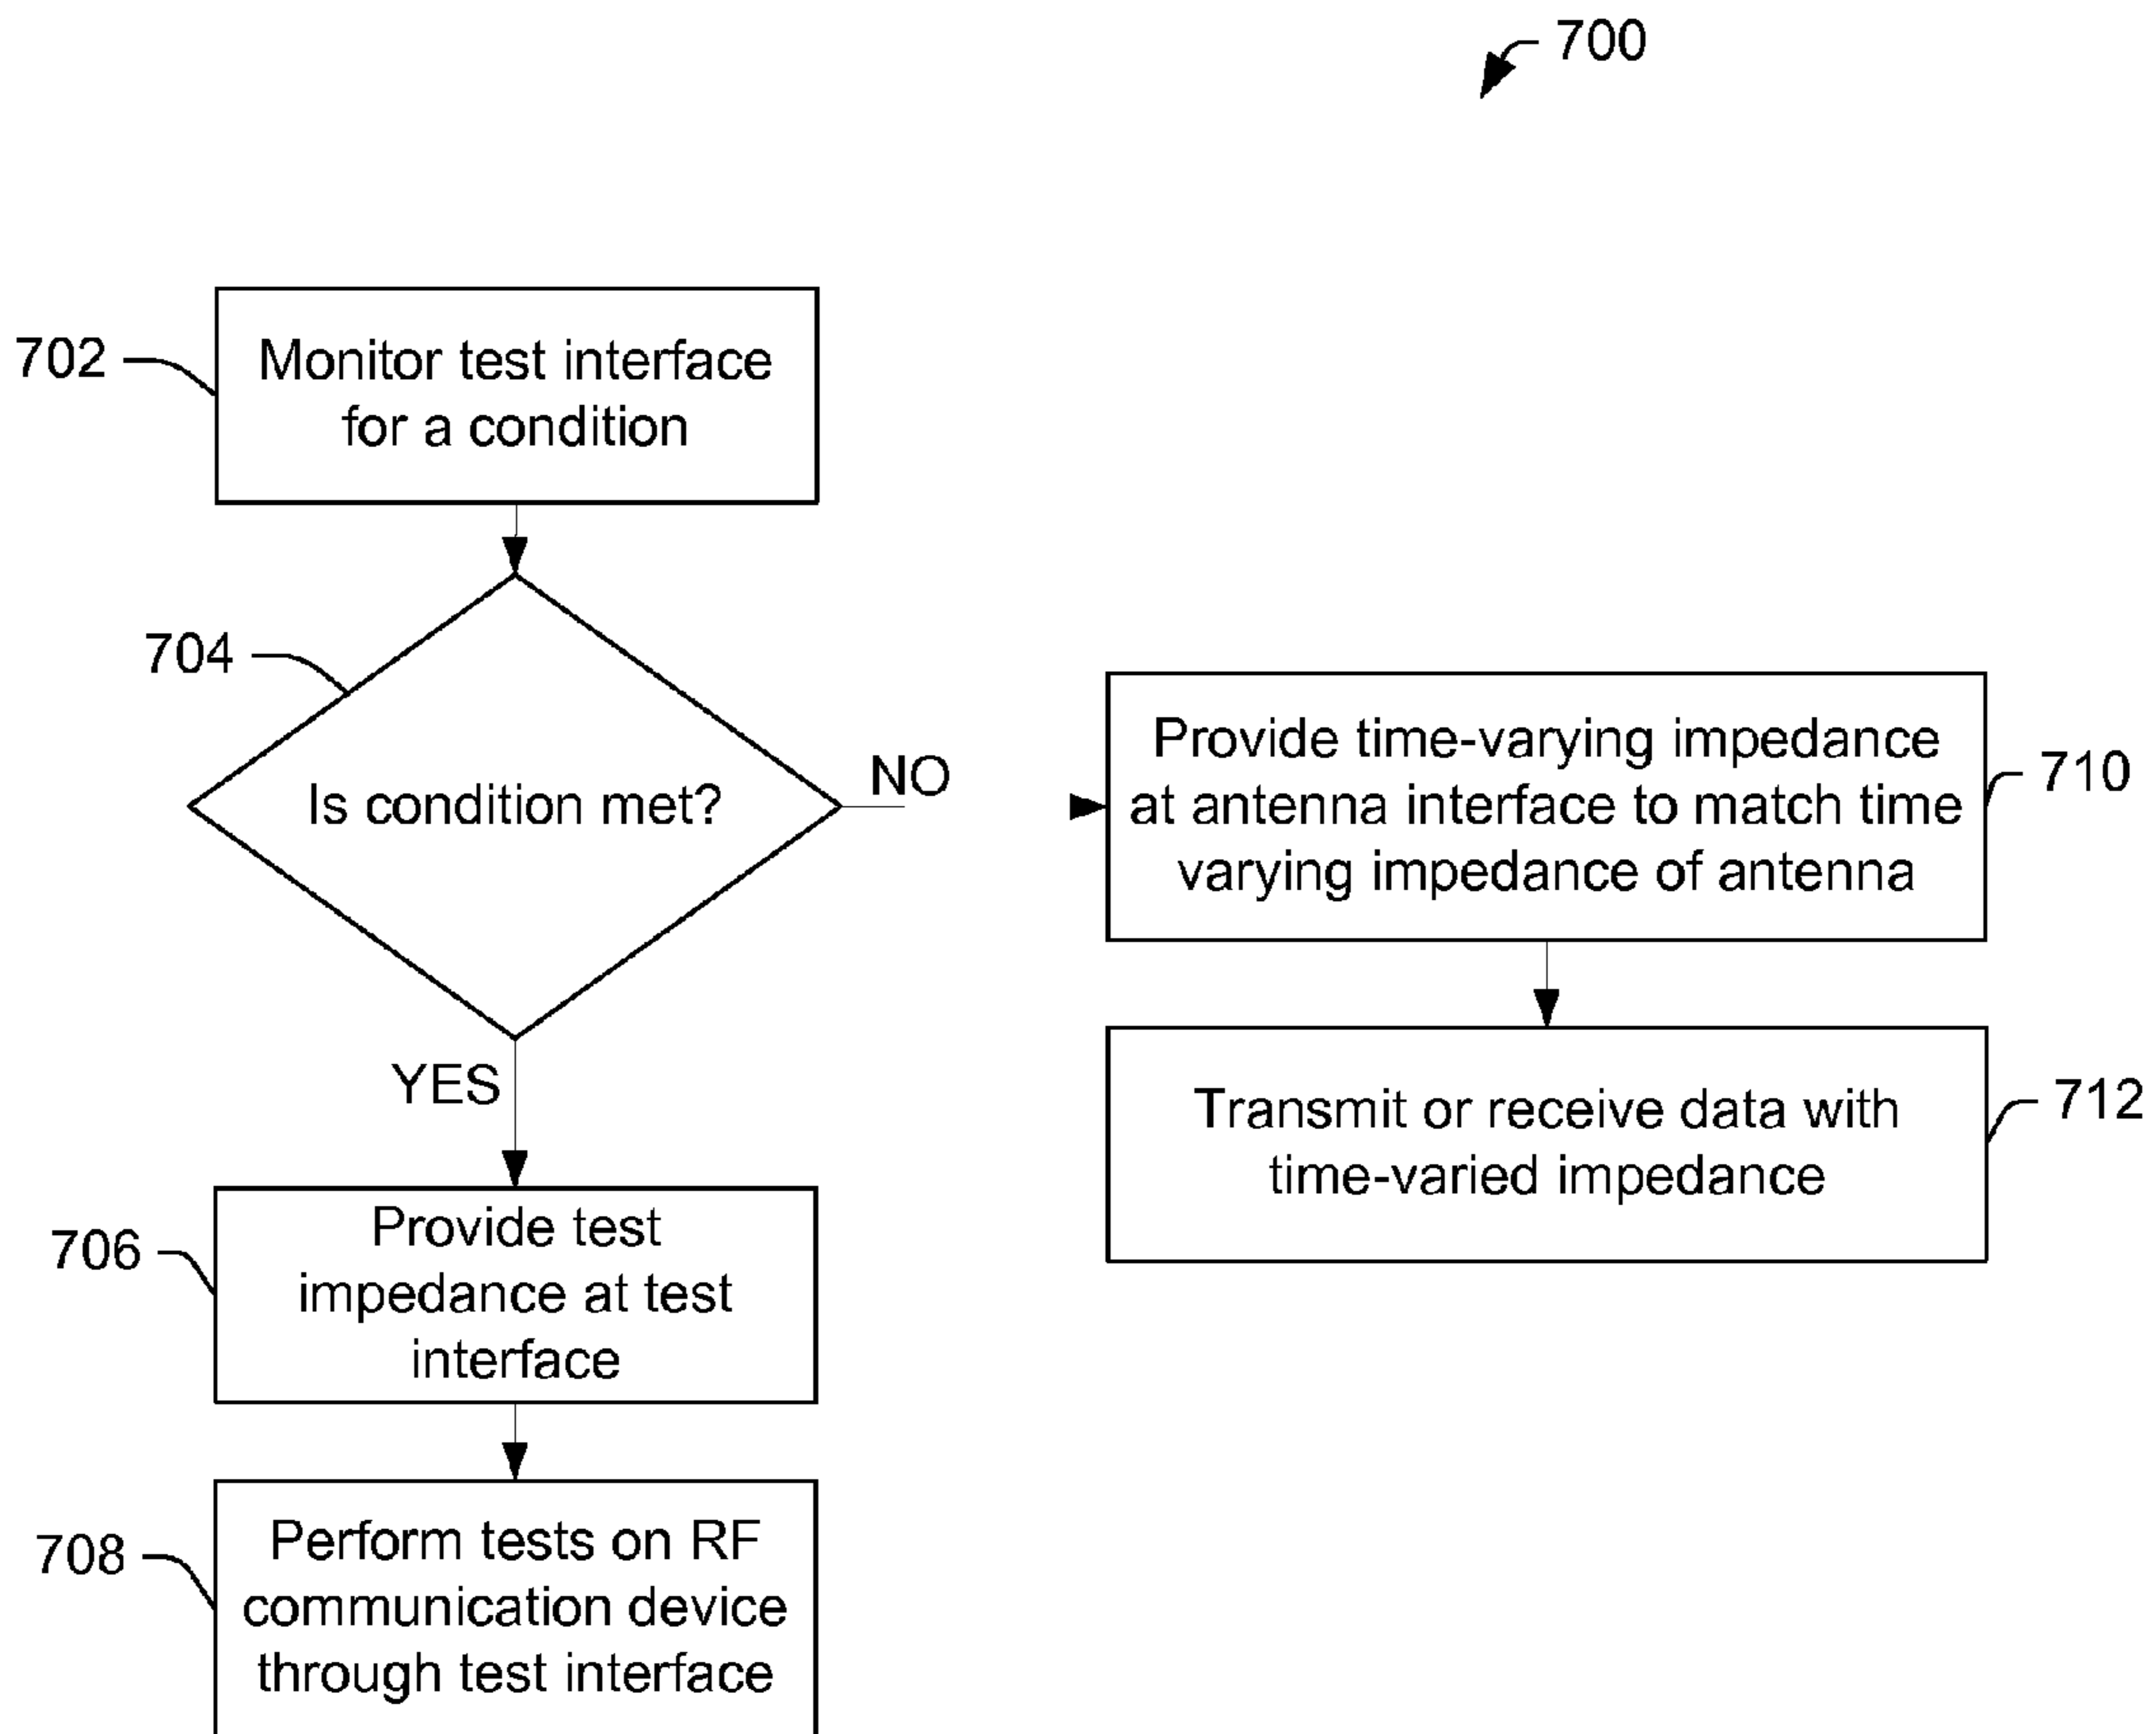 700
702
Monitor test interface
for a condition
704
Is condition met?
NO
YES
706
Provide test
impedance at test
interface
708
Perform tests on RF
communication device
through test interface
Provide time-varying impedance
at antenna interface to match time
varying impedance of antenna
710
Transmit or receive data with
time-varied impedance
712